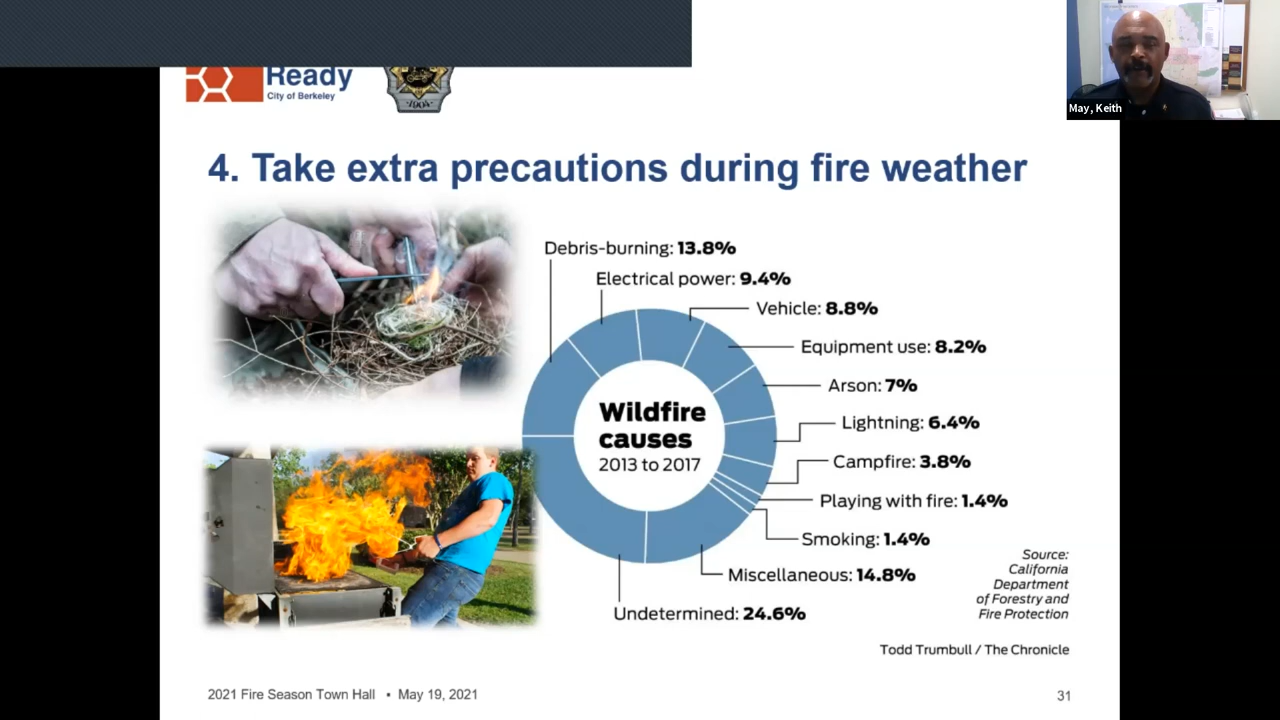 Ready
City of Berkeley
1904
May, Keith
4. Take extra precautions during fire weather
Debris-burning: 13.8%
Electrical power: 9.4%
Vehicle: 8.8%
Equipment use: 8.2%
Arson: 7%
Lightning: 6.4%
Campfire: 3.8%
Playing with fire: 1.4%
Smoking: 1.4%
Miscellaneous: 14.8%
Undetermined: 24.6%
Wildfire
causes
2013 to 2017
Source:
California
Department
of Forestry and
Fire Protection
Todd Trumbull / The Chronicle
2021 Fire Season Town Hall • May 19, 2021
31